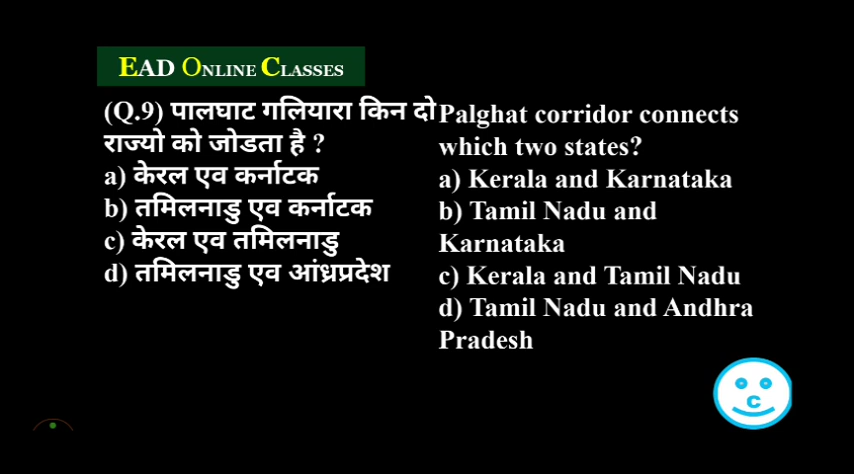 EAD ONLINE CLASSES
(Q.9) पालघाट गलियारा किन दो
राज्यो को जोडता है ?
a) केरल एव कर्नाटक
b) तमिलनाडु एव कर्नाटक
c) केरल एव तमिलनाडु
d) तमिलनाडु एव आंध्रप्रदेश
Palghat corridor connects
which two states?
a) Kerala and Karnataka
b) Tamil Nadu and
Karnataka
c) Kerala and Tamil Nadu
d) Tamil Nadu and Andhra
Pradesh
c